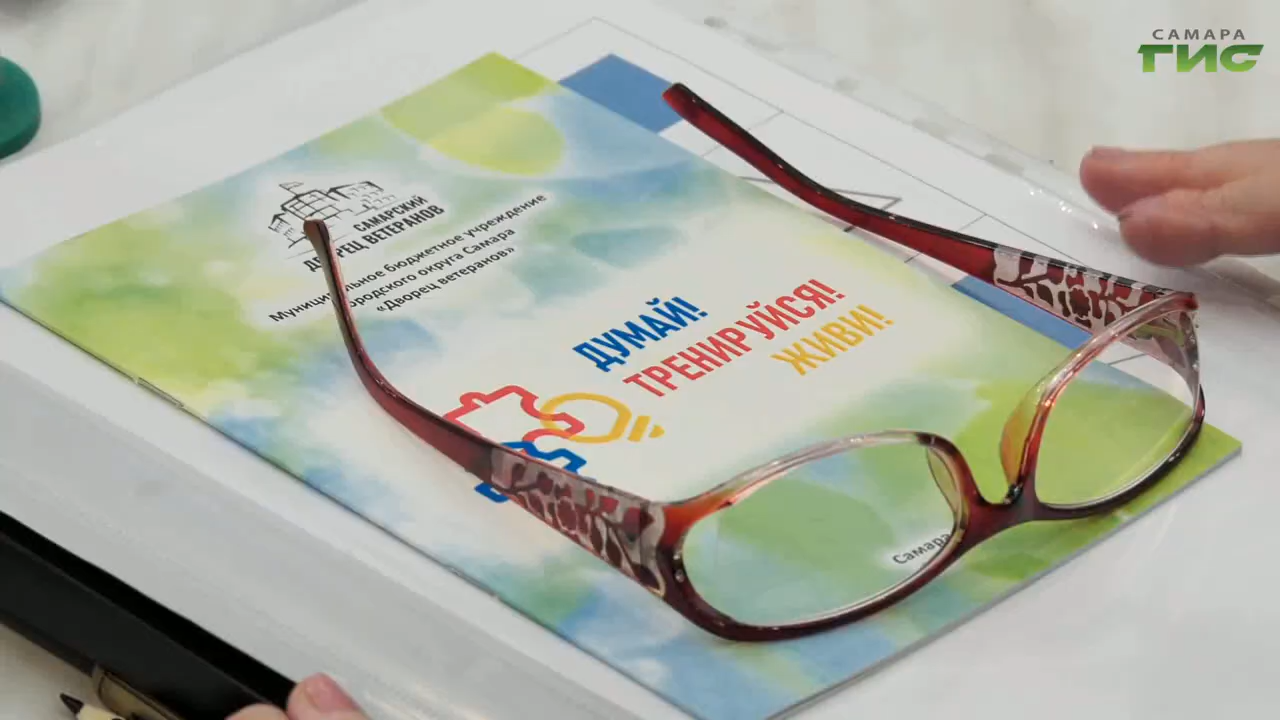 САМАРА
ГИС
САМАРСКИЙ
ДВОРЕЦ ВЕТЕРАНОВ
Муниципальное бюджетное учреждение
городского округа Самара
«Дворец ветеранов»
ДУМАЙ!
ТРЕНИРУЙСЯ!
ЖИВИ!
Самара